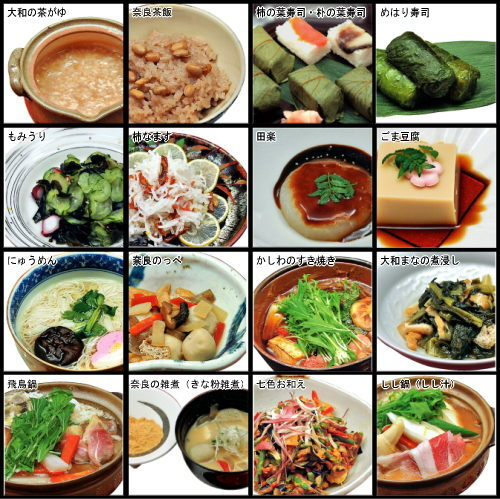 大和の茶がゆ
奈良茶飯
柿の葉寿司・朴の葉寿司
めはり寿司
もみうり
柿なます
田楽
ごま豆腐
にゅうめん
奈良のっぺ
かしわのすき焼き
大和まなの煮浸し
飛鳥鍋
奈良の雑煮（きな粉雑煮）
七色お和え
しし鍋（しし汁）